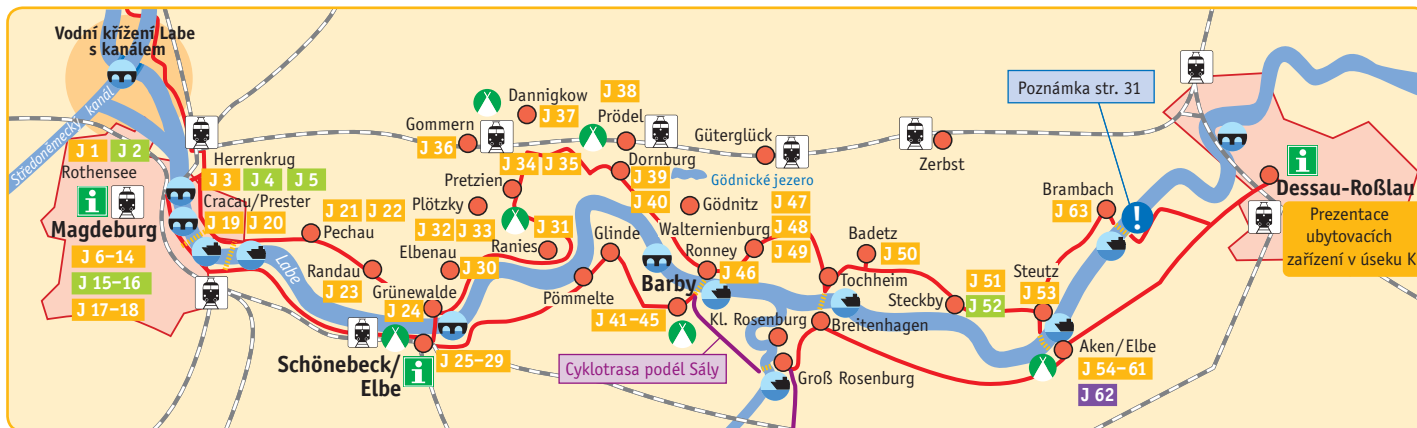 Vodní křížení Labe
s kanálem
Středoněmecký kanál
J 1
J 2
Rothensee
Herrenkrug
J 3
J 4
J 5
Magdeburg
J 6–14
J 15–16
J 17–18
Cracau/Prester
J 19
J 20
J 21
J 22
Pechau
Labe
Randau
J 23
Grünewalde
J 24
Schönebeck/
Elbe
J 25–29
Elbenau
J 30
Ranies
J 31
Plötzky
J 32
J 33
Pretzien
J 34
J 35
Gommern
J 36
Dannigkow
J 37
J 38
Prödel
Dornburg
J 39
J 40
Gödnické jezero
Gödnitz
Güterglück
Zerbst
Glinde
Pömmelte
Barby
J 41–45
Ronney
J 46
Walternienburg
J 47
J 48
J 49
Cyklotrasa podél Sály
Kl. Rosenburg
Groß Rosenburg
Breitenhagen
Tochheim
Badetz
J 50
Steckby
J 51
J 52
Steutz
J 53
Aken/Elbe
J 54–61
J 62
Brambach
J 63
Poznámka str. 31
!
Dessau-Roßlau
Prezentace
ubytovacích
zařízení v úseku K